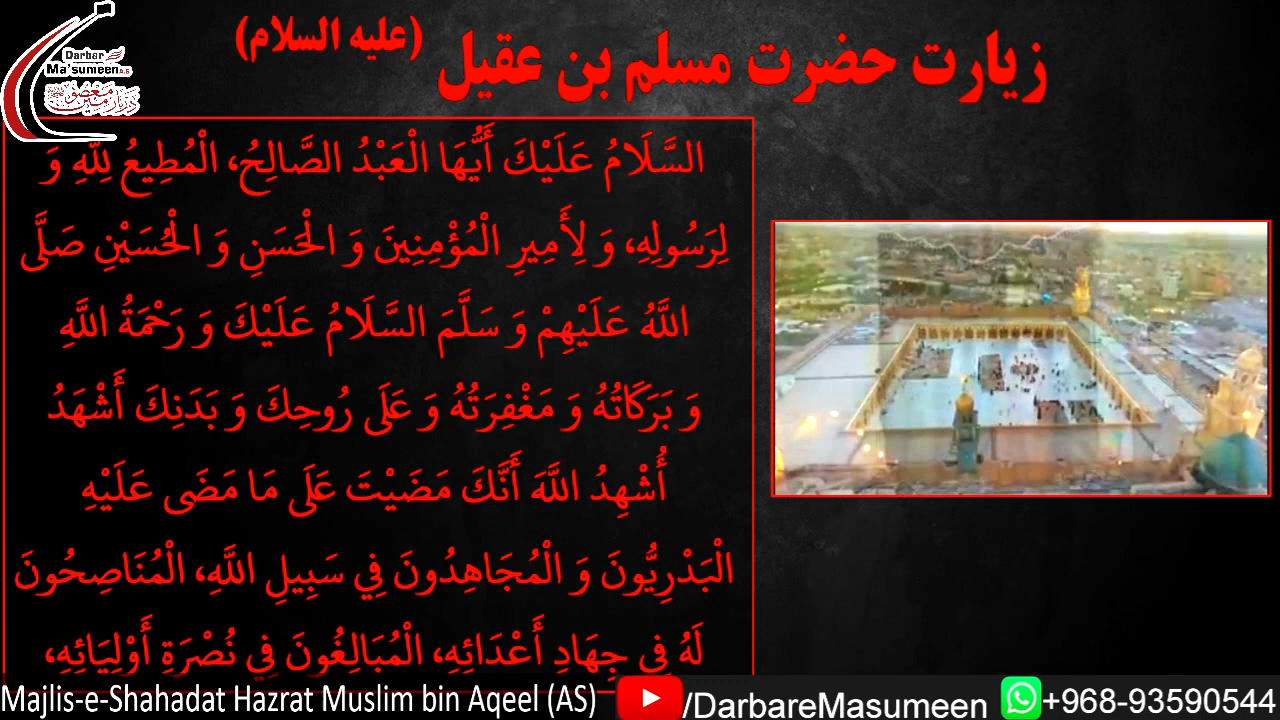 Darbar
Ma'sumeen A.S
زیارت حضرت مسلم بن عقیل (علیه السلام)
السَّلَامُ عَلَيْكَ أَيُّهَا الْعَبْدُ الصَّالِحُ، الْمُطِيعُ لِلَّهِ وَ
لِرَسُولِهِ، وَ لِأَمِيرِ الْمُؤْمِنِينَ وَ الْحَسَنِ وَ الْحُسَيْنِ صَلَّى
اللَّهُ عَلَيْهِمْ وَ سَلَّمَ السَّلَامُ عَلَيْكَ وَ رَحْمَةُ اللَّهِ
وَ بَرَكَاتُهُ وَ مَغْفِرَتُهُ وَ عَلَى رُوحِكَ وَ بَدَنِكَ أَشْهَدُ
أُشْهِدُ اللَّهَ أَنَّكَ مَضَيْتَ عَلَى مَا مَضَى عَلَيْهِ
الْبَدْرِيُّونَ وَ الْمُجَاهِدُونَ فِي سَبِيلِ اللَّهِ، الْمُنَاصِحُونَ
لَهُ فِي جِهَادِ أَعْدَائِهِ، الْمُبَالِغُونَ فِي نُصْرَةِ أَوْلِيَائِهِ،
Majlis-e-Shahadat Hazrat Muslim bin Aqeel (AS) /DarbareMasumeen +968-93590544